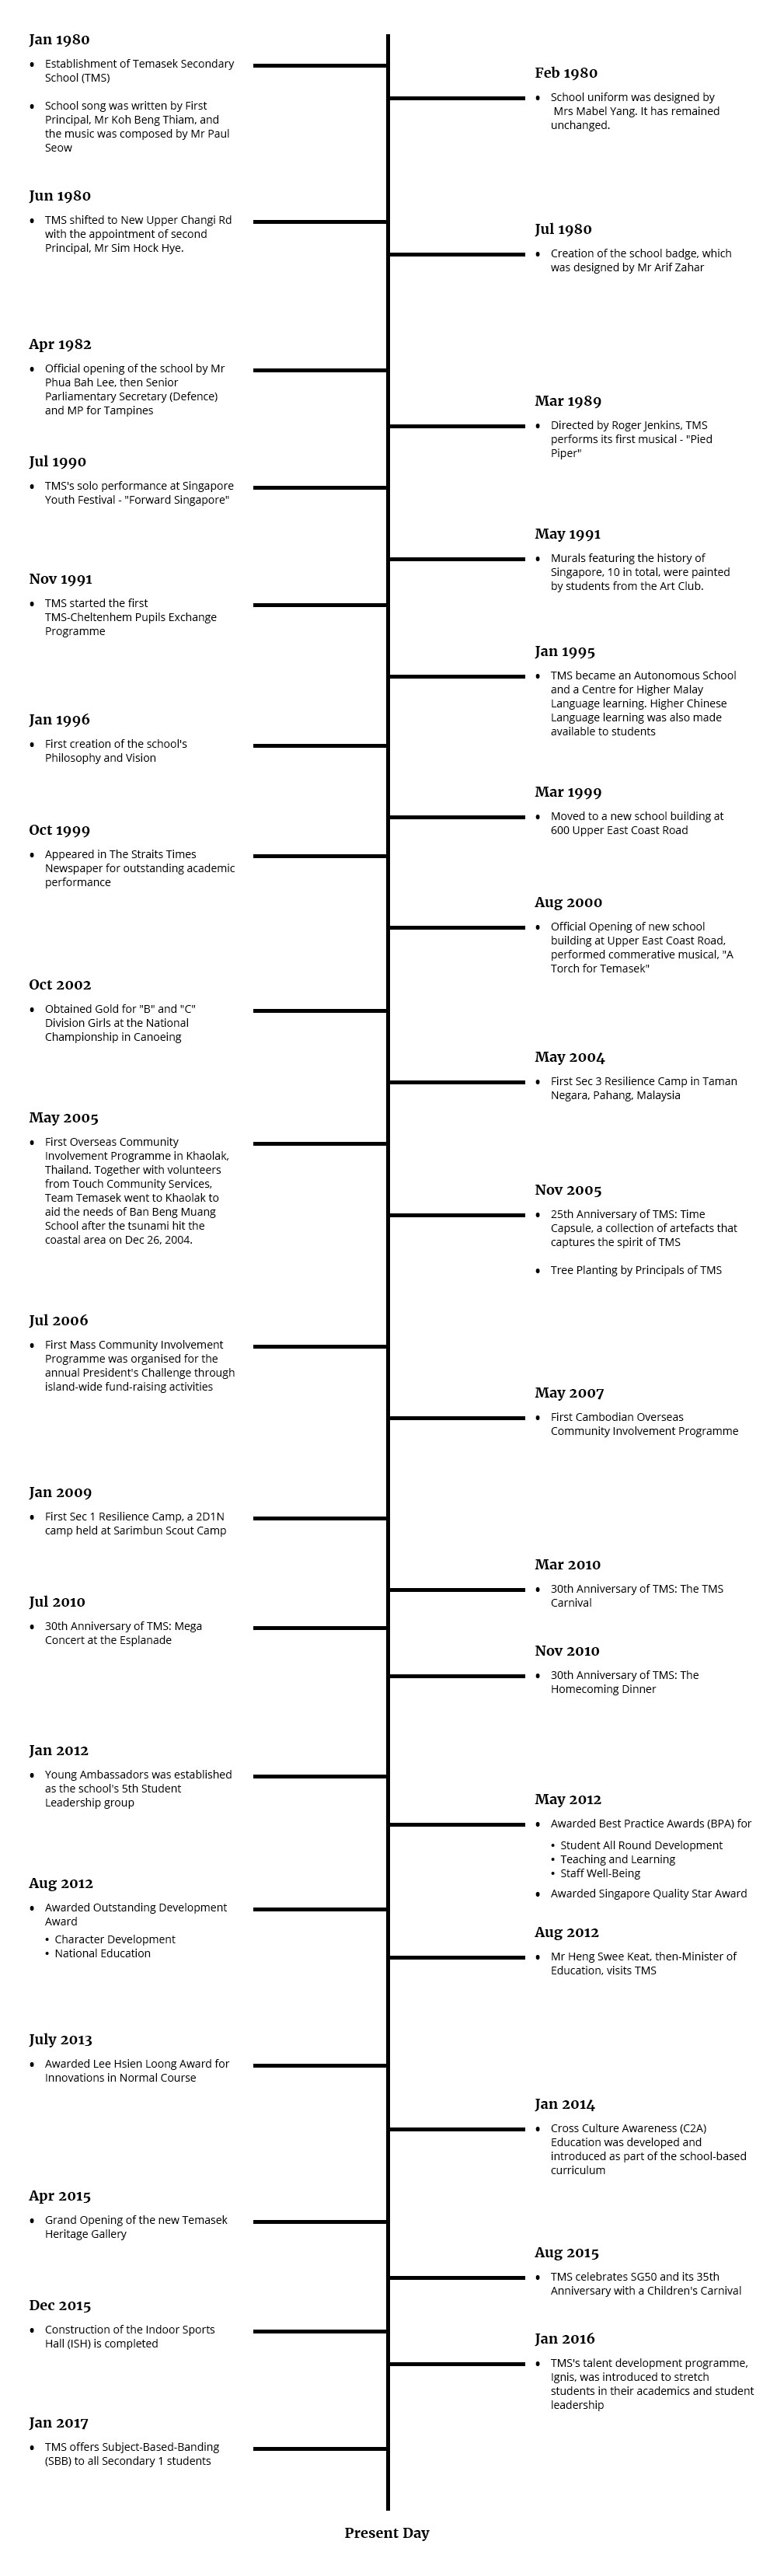 Jan 1980
• Establishment of Temasek Secondary
School (TMS)
• School song was written by First
Principal, Mr Koh Beng Thiam, and
the music was composed by Mr Paul
Seow
Feb 1980
• School uniform was designed by
Mrs Mabel Yang. It has remained
unchanged.
Jun 1980
• TMS shifted to New Upper Changi Rd
with the appointment of second
Principal, Mr Sim Hock Hye.
Jul 1980
• Creation of the school badge, which
was designed by Mr Arif Zahar
Apr 1982
• Official opening of the school by Mr
Phua Bah Lee, then Senior
Parliamentary Secretary (Defence)
and MP for Tampines
Mar 1989
• Directed by Roger Jenkins, TMS
performs its first musical - "Pied
Piper"
Jul 1990
• TMS's solo performance at Singapore
Youth Festival - "Forward Singapore"
May 1991
• Murals featuring the history of
Singapore, 10 in total, were painted
by students from the Art Club.
Nov 1991
• TMS started the first
TMS-Cheltenhem Pupils Exchange
Programme
Jan 1995
• TMS became an Autonomous School
and a Centre for Higher Malay
Language learning. Higher Chinese
Language learning was also made
available to students
Jan 1996
• First creation of the school's
Philosophy and Vision
Mar 1999
• Moved to a new school building at
600 Upper East Coast Road
Oct 1999
• Appeared in The Straits Times
Newspaper for outstanding academic
performance
Aug 2000
• Official Opening of new school
building at Upper East Coast Road,
performed commerative musical, "A
Torch for Temasek"
Oct 2002
• Obtained Gold for "B" and "C"
Division Girls at the National
Championship in Canoeing
May 2004
• First Sec 3 Resilience Camp in Taman
Negara, Pahang, Malaysia
May 2005
• First Overseas Community
Involvement Programme in Khaolak,
Thailand. Together with volunteers
from Touch Community Services,
Team Temasek went to Khaolak to
aid the needs of Ban Beng Muang
School after the tsunami hit the
coastal area on Dec 26, 2004.
Nov 2005
• 25th Anniversary of TMS: Time
Capsule, a collection of artefacts that
captures the spirit of TMS
• Tree Planting by Principals of TMS
Jul 2006
• First Mass Community Involvement
Programme was organised for the
annual President's Challenge through
island-wide fund-raising activities
May 2007
• First Cambodian Overseas
Community Involvement Programme
Jan 2009
• First Sec 1 Resilience Camp, a 2D1N
camp held at Sarimbun Scout Camp
Mar 2010
• 30th Anniversary of TMS: The TMS
Carnival
Jul 2010
• 30th Anniversary of TMS: Mega
Concert at the Esplanade
Nov 2010
• 30th Anniversary of TMS: The
Homecoming Dinner
Jan 2012
• Young Ambassadors was established
as the school's 5th Student
Leadership group
May 2012
• Awarded Best Practice Awards (BPA) for
• Student All Round Development
• Teaching and Learning
• Staff Well-Being
• Awarded Singapore Quality Star Award
Aug 2012
• Awarded Outstanding Development
Award
• Character Development
• National Education
Aug 2012
• Mr Heng Swee Keat, then-Minister of
Education, visits TMS
July 2013
• Awarded Lee Hsien Loong Award for
Innovations in Normal Course
Jan 2014
• Cross Culture Awareness (C2A)
Education was developed and
introduced as part of the school-based
curriculum
Apr 2015
• Grand Opening of the new Temasek
Heritage Gallery
Aug 2015
• TMS celebrates SG50 and its 35th
Anniversary with a Children's Carnival
Dec 2015
• Construction of the Indoor Sports
Hall (ISH) is completed
Jan 2016
• TMS's talent development programme,
Ignis, was introduced to stretch
students in their academics and student
leadership
Jan 2017
• TMS offers Subject-Based-Banding
(SBB) to all Secondary 1 students
Present Day